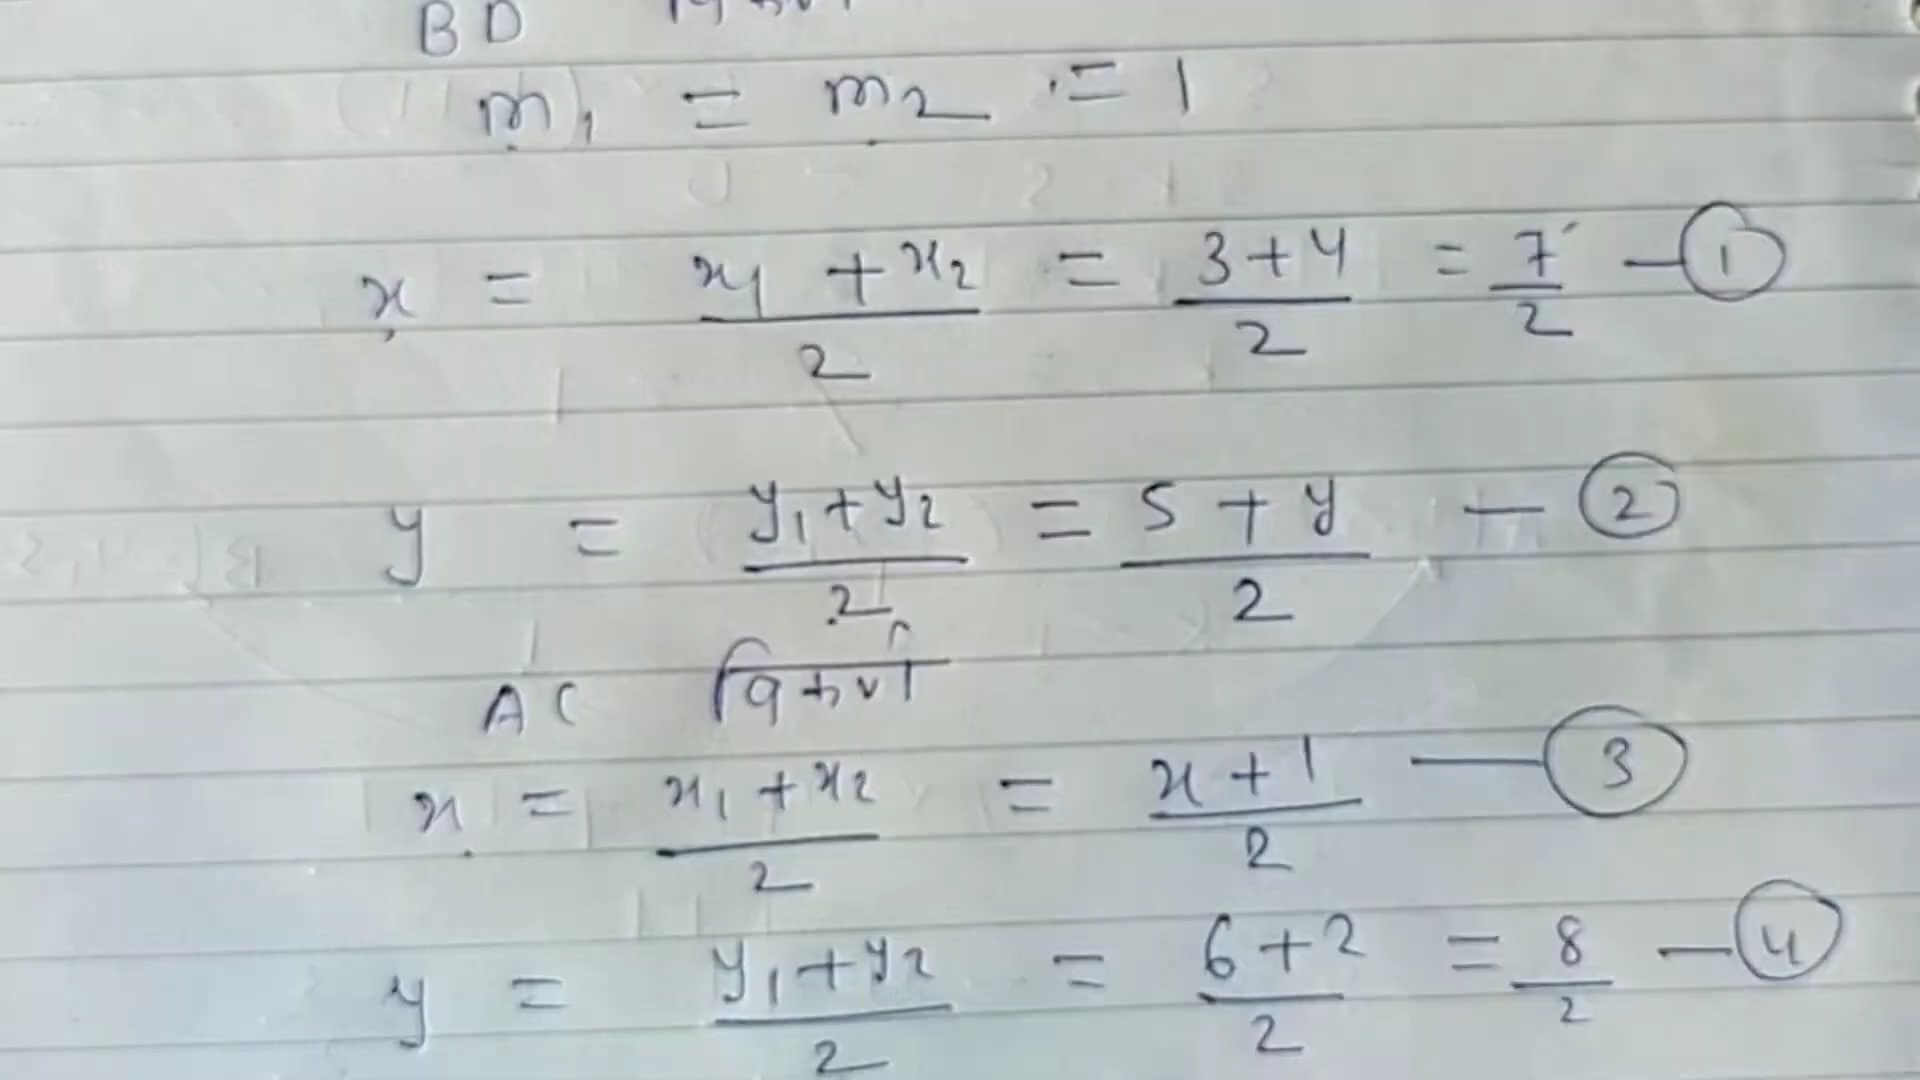 BD
m₁ = m₂ = 1
x = x₁ + x₂ / 2 = 3 + 4 / 2 = 7 / 2 — ①
y = y₁ + y₂ / 2 = 5 + y / 2 — ②
AC विकर्ण
x = x₁ + x₂ / 2 = x + 1 / 2 — ③
y = y₁ + y₂ / 2 = 6 + 2 / 2 = 8 / 2 — ④